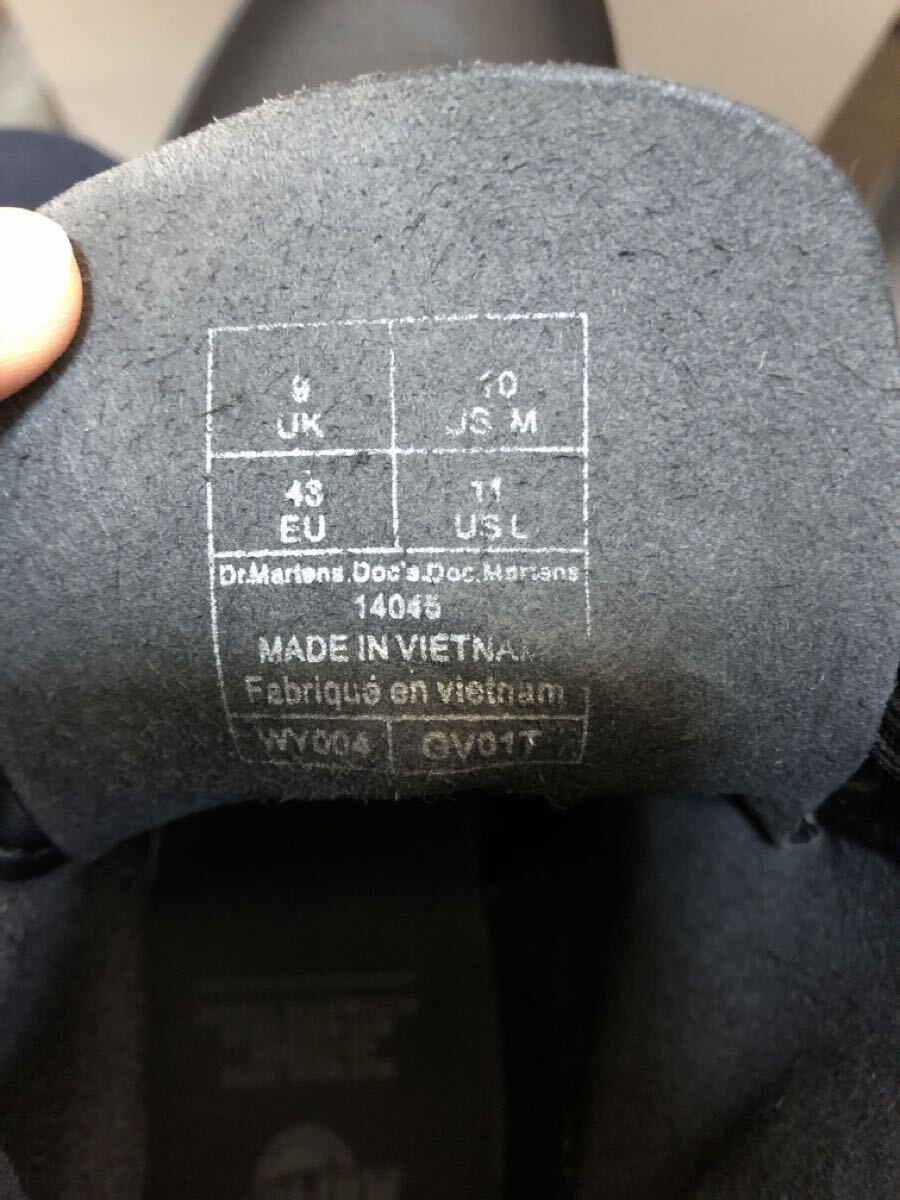 9 10
UK US M
43 11
EU US L
Dr.Martens.Doc's.Doc.Martens
14045
MADE IN VIETNAM
Fabriqué en vietnam
WY004 GV01T